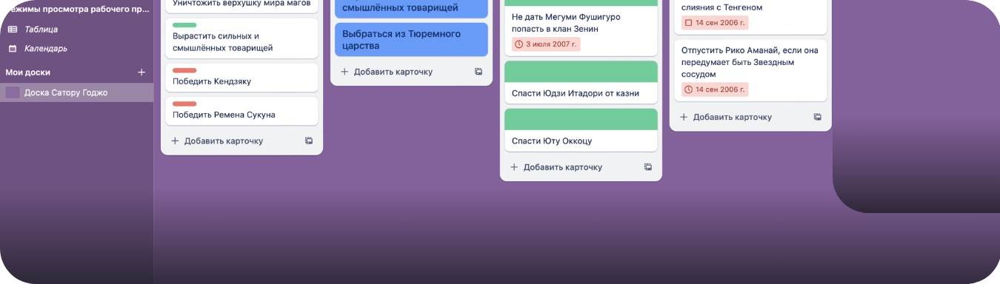 ежимы просмотра рабочего пр...
Таблица
Календарь
Мои доски
Доска Сатору Годжо
Уничтожить верхушку мира магов
Вырастить сильных и
смышлённых товарищей
Победить Кендзяку
Победить Ремена Сукуна
Добавить карточку
смышлённых товарищей
Выбраться из Тюремного
царства
Добавить карточку
Не дать Мегуми Фушигуро
попасть в клан Зенин
3 июля 2007 г.
Спасти Юдзи Итадори от казни
Спасти Юту Оккоцу
Добавить карточку
слияния с Тенгеном
14 сен 2006 г.
Отпустить Рико Аманай, если она
передумает быть Звездным
сосудом
14 сен 2006 г.
Добавить карточку